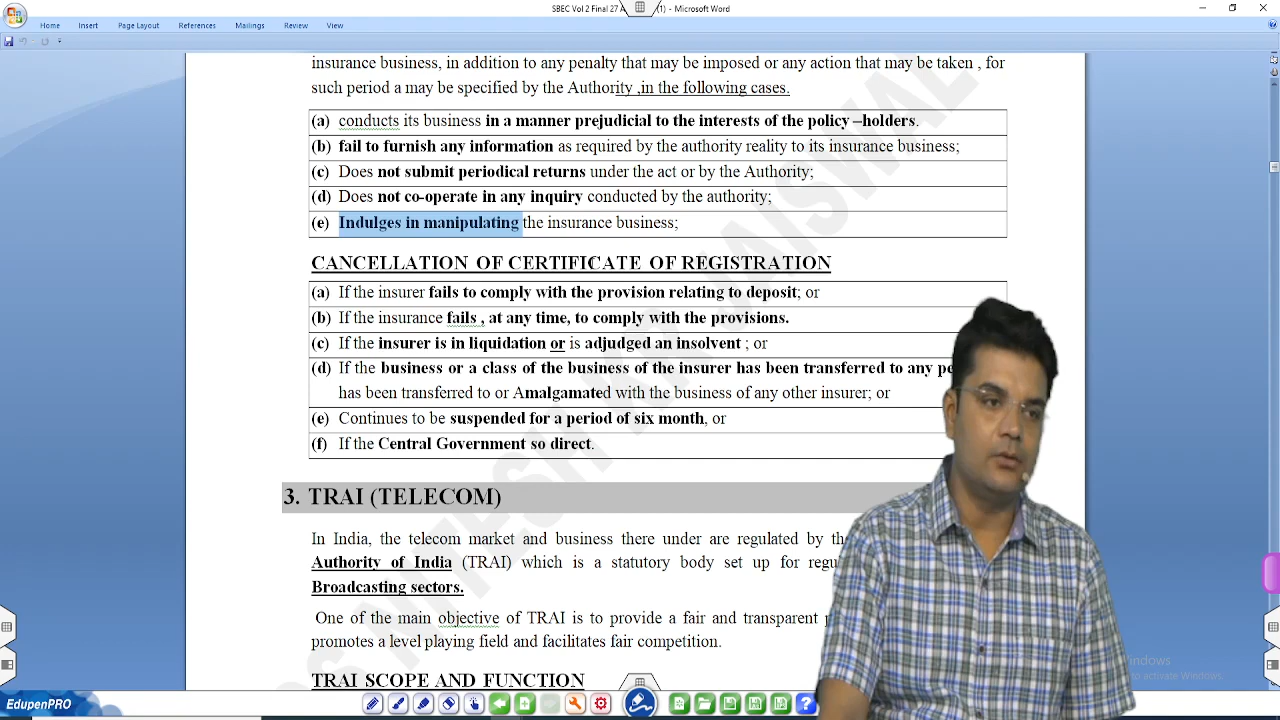 SBEC Vol 2 Final 27 A (1) - Microsoft Word
Home Insert Page Layout References Mailings Review View
insurance business, in addition to any penalty that may be imposed or any action that may be taken , for
such period a may be specified by the Authority ,in the following cases.
(a) conducts its business in a manner prejudicial to the interests of the policy –holders.
(b) fail to furnish any information as required by the authority reality to its insurance business;
(c) Does not submit periodical returns under the act or by the Authority;
(d) Does not co-operate in any inquiry conducted by the authority;
(e) Indulges in manipulating the insurance business;
CANCELLATION OF CERTIFICATE OF REGISTRATION
(a) If the insurer fails to comply with the provision relating to deposit; or
(b) If the insurance fails , at any time, to comply with the provisions.
(c) If the insurer is in liquidation or is adjudged an insolvent ; or
(d) If the business or a class of the business of the insurer has been transferred to any pe
has been transferred to or Amalgamated with the business of any other insurer; or
(e) Continues to be suspended for a period of six month, or
(f) If the Central Government so direct.
3. TRAI (TELECOM)
In India, the telecom market and business there under are regulated by th
Authority of India (TRAI) which is a statutory body set up for regu
Broadcasting sectors.
One of the main objective of TRAI is to provide a fair and transparent
promotes a level playing field and facilitates fair competition.
TRAI SCOPE AND FUNCTION
Windows
to activate Windows.
EdupenPRO